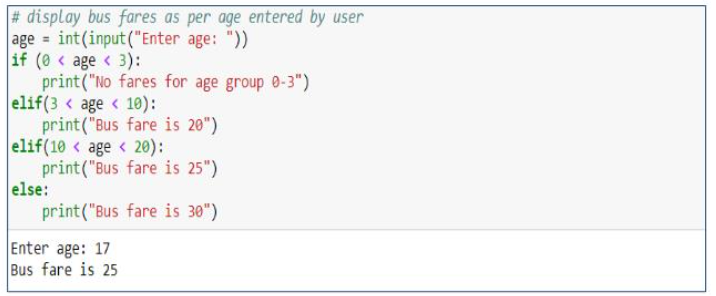 # display bus fares as per age entered by user
age = int(input("Enter age: "))
if (0 < age < 3):
    print("No fares for age group 0-3")
elif(3 < age < 10):
    print("Bus fare is 20")
elif(10 < age < 20):
    print("Bus fare is 25")
else:
    print("Bus fare is 30")
Enter age: 17
Bus fare is 25